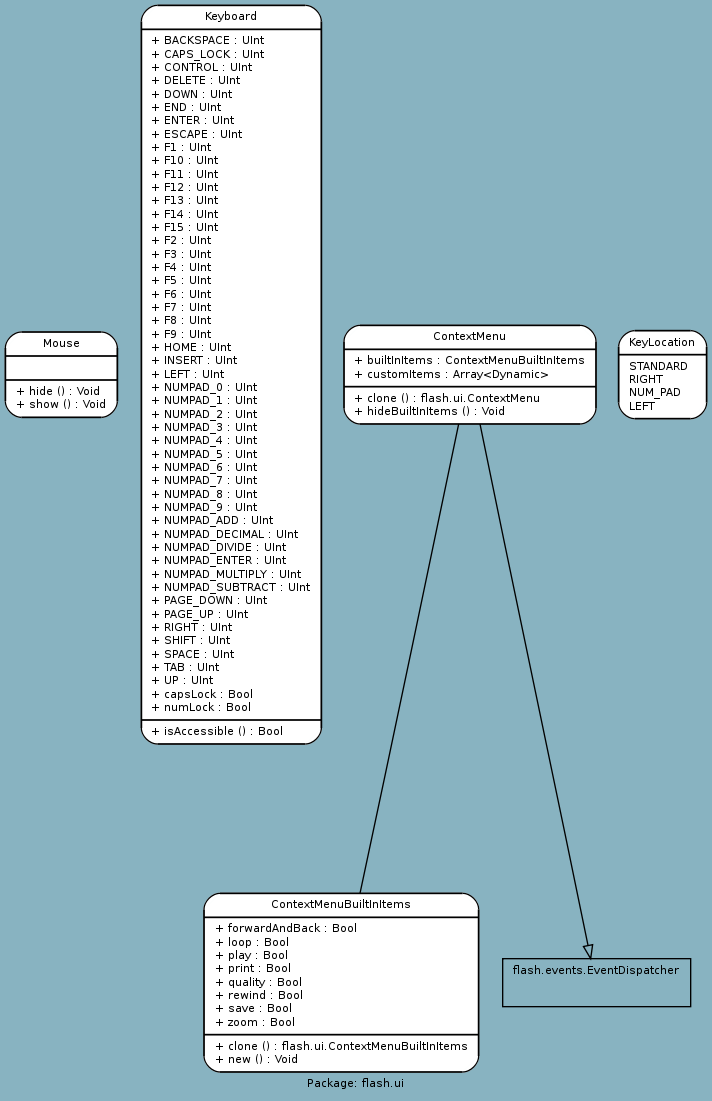 Keyboard
+ BACKSPACE : UInt
+ CAPS_LOCK : UInt
+ CONTROL : UInt
+ DELETE : UInt
+ DOWN : UInt
+ END : UInt
+ ENTER : UInt
+ ESCAPE : UInt
+ F1 : UInt
+ F10 : UInt
+ F11 : UInt
+ F12 : UInt
+ F13 : UInt
+ F14 : UInt
+ F15 : UInt
+ F2 : UInt
+ F3 : UInt
+ F4 : UInt
+ F5 : UInt
+ F6 : UInt
+ F7 : UInt
+ F8 : UInt
+ F9 : UInt
+ HOME : UInt
+ INSERT : UInt
+ LEFT : UInt
+ NUMPAD_0 : UInt
+ NUMPAD_1 : UInt
+ NUMPAD_2 : UInt
+ NUMPAD_3 : UInt
+ NUMPAD_4 : UInt
+ NUMPAD_5 : UInt
+ NUMPAD_6 : UInt
+ NUMPAD_7 : UInt
+ NUMPAD_8 : UInt
+ NUMPAD_9 : UInt
+ NUMPAD_ADD : UInt
+ NUMPAD_DECIMAL : UInt
+ NUMPAD_DIVIDE : UInt
+ NUMPAD_ENTER : UInt
+ NUMPAD_MULTIPLY : UInt
+ NUMPAD_SUBTRACT : UInt
+ PAGE_DOWN : UInt
+ PAGE_UP : UInt
+ RIGHT : UInt
+ SHIFT : UInt
+ SPACE : UInt
+ TAB : UInt
+ UP : UInt
+ capsLock : Bool
+ numLock : Bool
+ isAccessible () : Bool
Mouse
+ hide () : Void
+ show () : Void
ContextMenu
+ builtInItems : ContextMenuBuiltInItems
+ customItems : Array<Dynamic>
+ clone () : flash.ui.ContextMenu
+ hideBuiltInItems () : Void
KeyLocation
STANDARD
RIGHT
NUM_PAD
LEFT
ContextMenuBuiltInItems
+ forwardAndBack : Bool
+ loop : Bool
+ play : Bool
+ print : Bool
+ quality : Bool
+ rewind : Bool
+ save : Bool
+ zoom : Bool
+ clone () : flash.ui.ContextMenuBuiltInItems
+ new () : Void
flash.events.EventDispatcher
Package: flash.ui